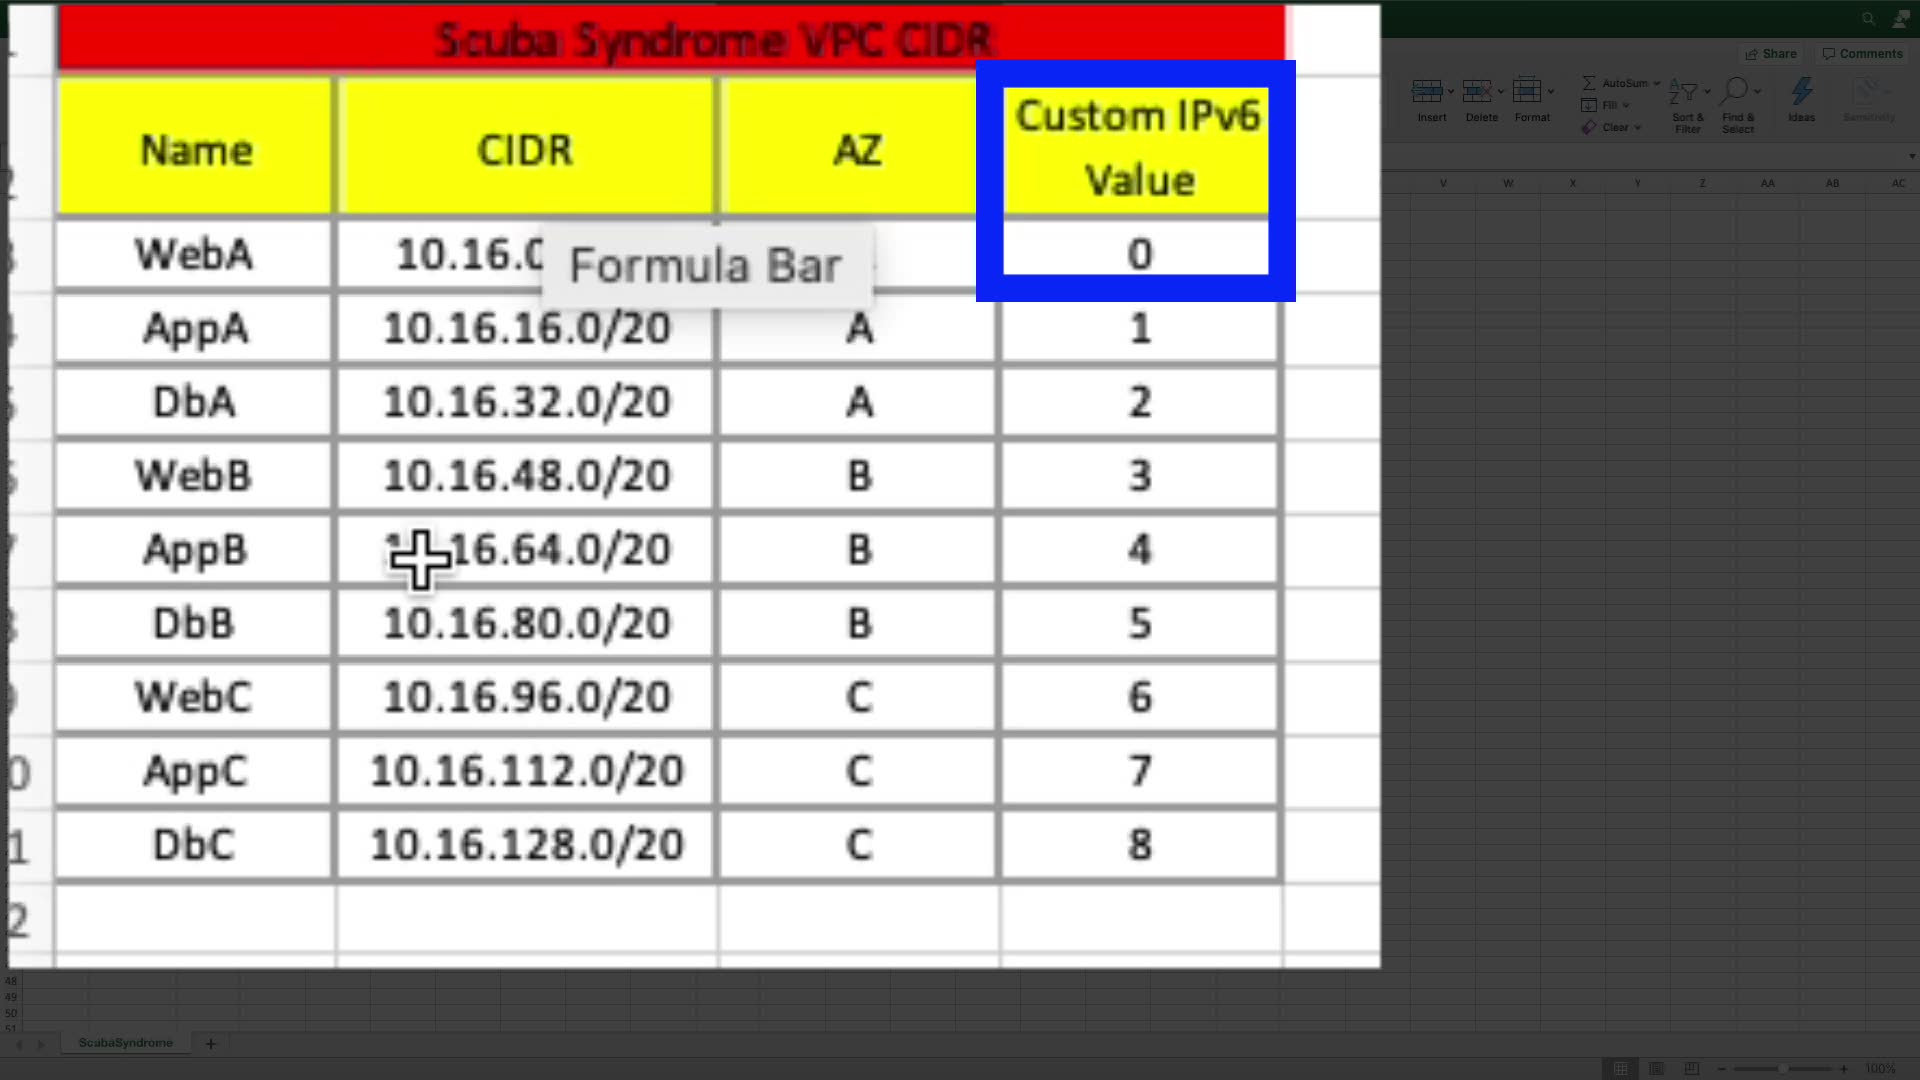 Scuba Syndrome VPC CIDR
Name CIDR AZ Custom IPv6 Value
WebA 10.16.0 0
Formula Bar
AppA 10.16.16.0/20 A 1
DbA 10.16.32.0/20 A 2
WebB 10.16.48.0/20 B 3
AppB 16.64.0/20 B 4
DbB 10.16.80.0/20 B 5
WebC 10.16.96.0/20 C 6
AppC 10.16.112.0/20 C 7
DbC 10.16.128.0/20 C 8
Share Comments
Insert Delete Format
AutoSum
Fill
Clear
Sort & Filter
Find & Select
Ideas
Sensitivity
V W X Y Z AA AB AC
48
49
50
51
ScubaSyndrome +
100%